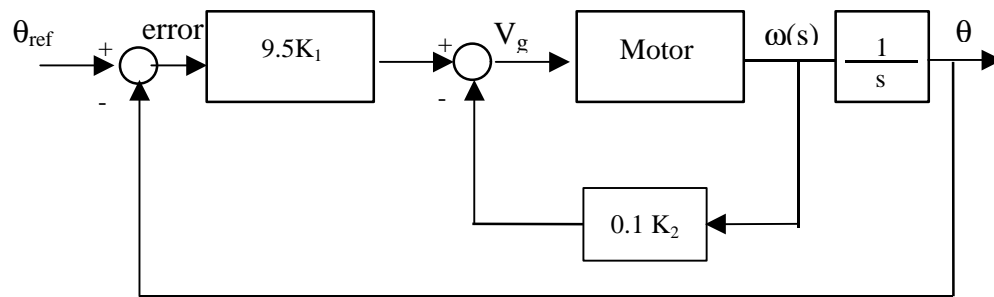 θref
+
-
error
9.5K1
+
-
Vg
Motor
ω(s)
1
s
θ
0.1 K2